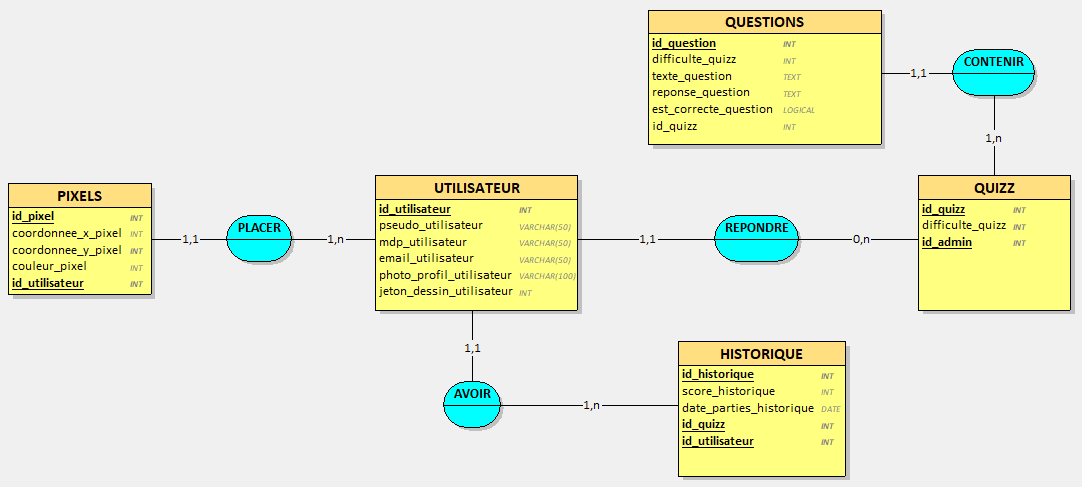 QUESTIONS
id_question INT
difficulte_quizz INT
texte_question TEXT
reponse_question TEXT
est_correcte_question LOGICAL
id_quizz INT
1,1
CONTENIR
1,n
PIXELS
id_pixel INT
coordonnee_x_pixel INT
coordonnee_y_pixel INT
couleur_pixel INT
id_utilisateur INT
1,1
PLACER
1,n
UTILISATEUR
id_utilisateur INT
pseudo_utilisateur VARCHAR(50)
mdp_utilisateur VARCHAR(50)
email_utilisateur VARCHAR(50)
photo_profil_utilisateur VARCHAR(100)
jeton_dessin_utilisateur INT
1,1
REPONDRE
0,n
QUIZZ
id_quizz INT
difficulte_quizz INT
id_admin INT
1,1
AVOIR
1,n
HISTORIQUE
id_historique INT
score_historique INT
date_parties_historique DATE
id_quizz INT
id_utilisateur INT